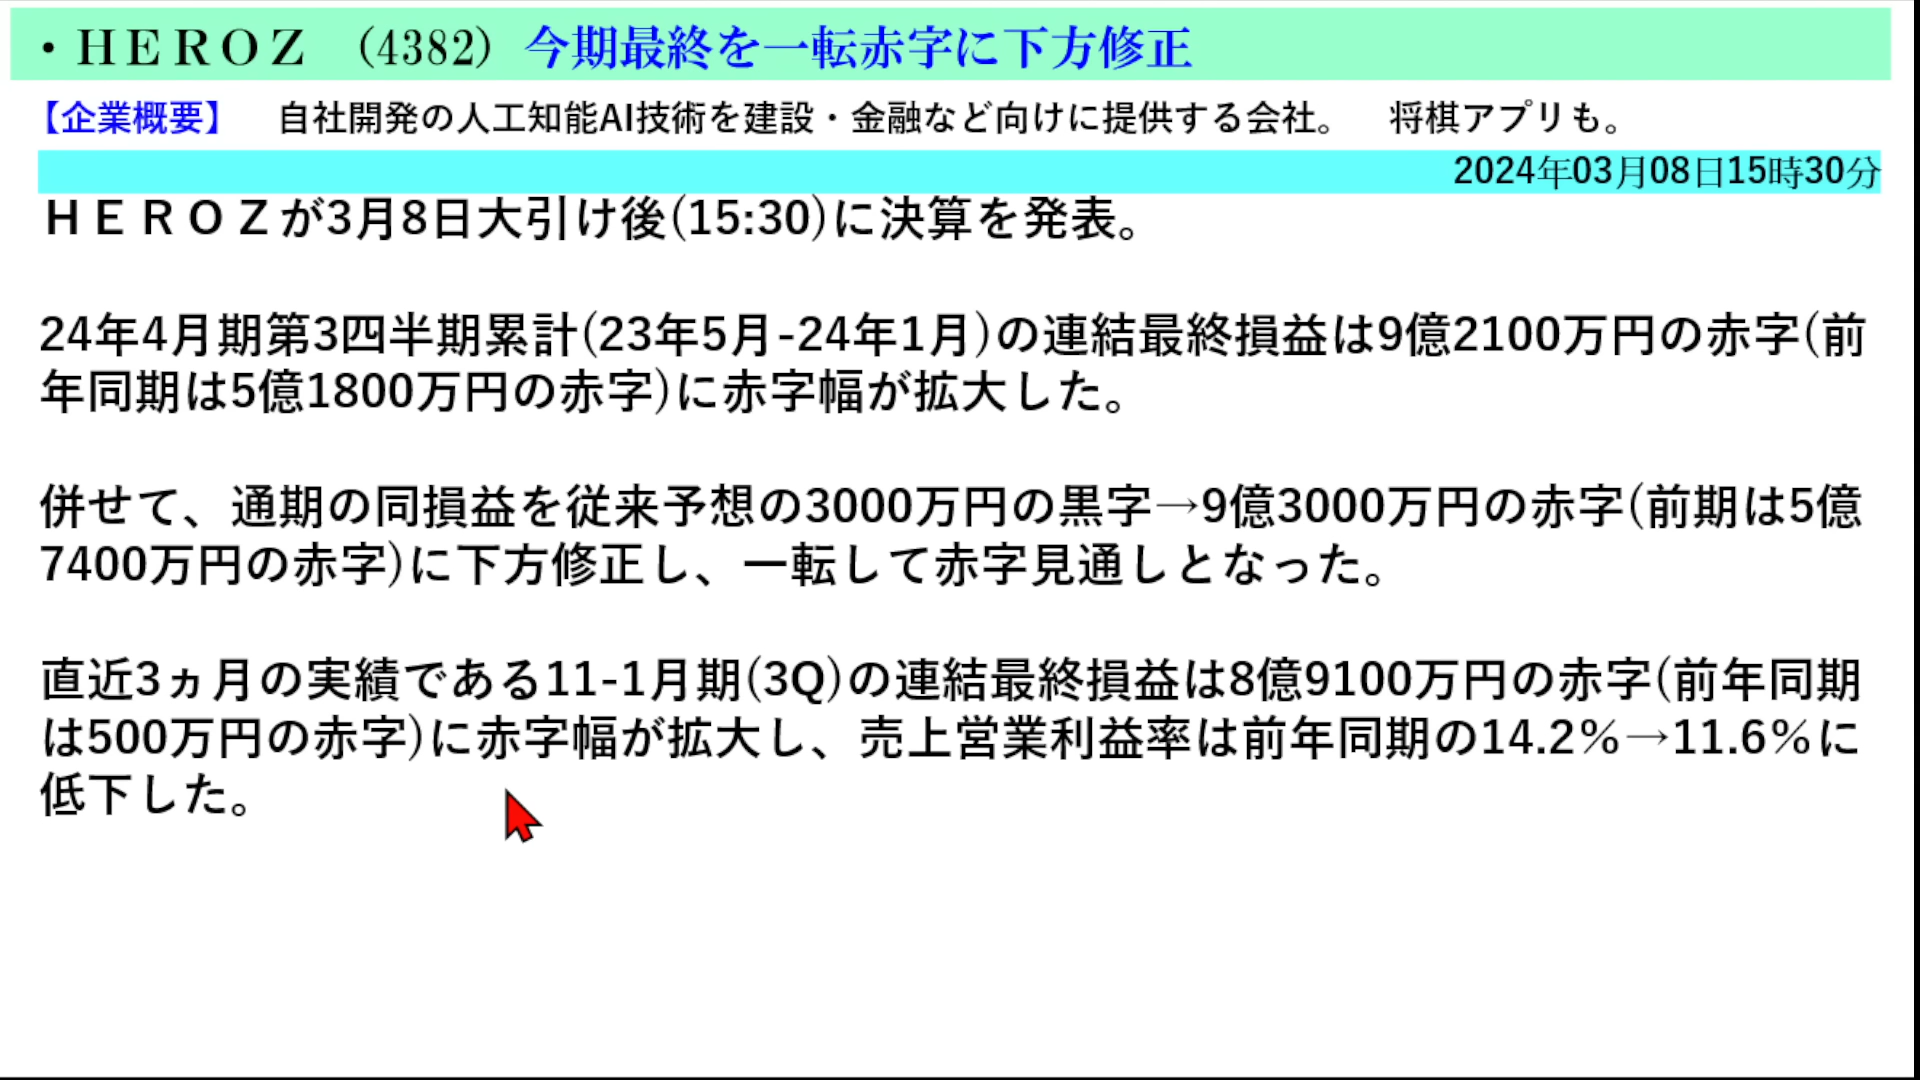 ・ＨＥＲＯＺ　(4382)　今期最終を一転赤字に下方修正
【企業概要】　自社開発の人工知能AI技術を建設・金融など向けに提供する会社。　将棋アプリも。
2024年03月08日15時30分
ＨＥＲＯＺが3月8日大引け後(15:30)に決算を発表。
24年4月期第3四半期累計(23年5月-24年1月)の連結最終損益は9億2100万円の赤字(前
年同期は5億1800万円の赤字)に赤字幅が拡大した。
併せて、通期の同損益を従来予想の3000万円の黒字→9億3000万円の赤字(前期は5億
7400万円の赤字)に下方修正し、一転して赤字見通しとなった。
直近3ヵ月の実績である11-1月期(3Q)の連結最終損益は8億9100万円の赤字(前年同期
は500万円の赤字)に赤字幅が拡大し、売上営業利益率は前年同期の14.2％→11.6％に
低下した。